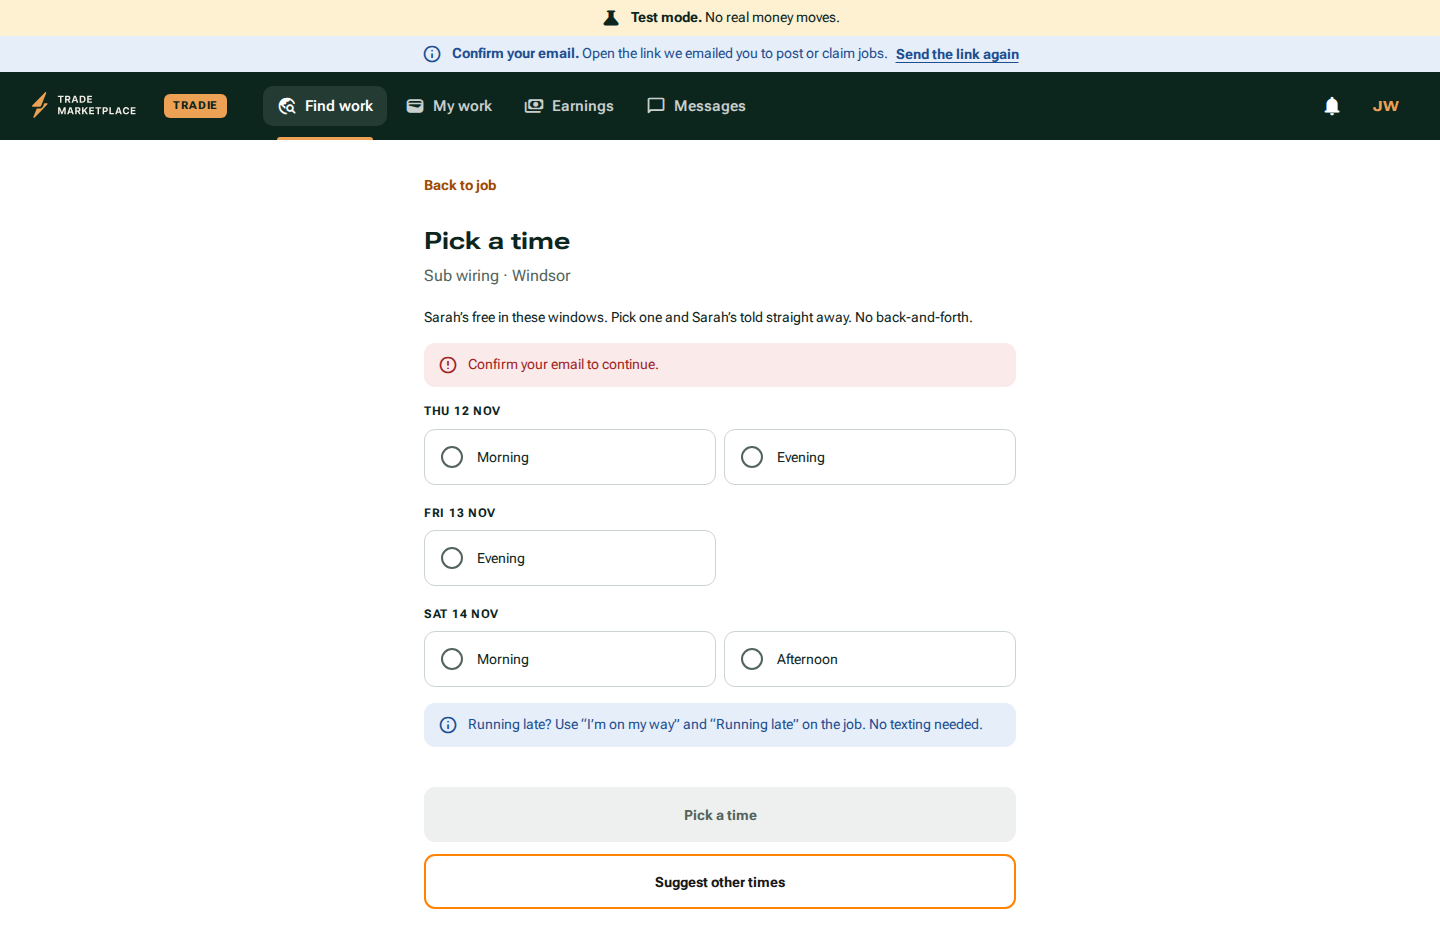 Test mode. No real money moves.
Confirm your email. Open the link we emailed you to post or claim jobs. Send the link again
TRADE
MARKETPLACE
TRADIE
Find work
My work
Earnings
Messages
JW
Back to job
Pick a time
Sub wiring · Windsor
Sarah’s free in these windows. Pick one and Sarah’s told straight away. No back-and-forth.
Confirm your email to continue.
THU 12 NOV
Morning
Evening
FRI 13 NOV
Evening
SAT 14 NOV
Morning
Afternoon
Running late? Use “I’m on my way” and “Running late” on the job. No texting needed.
Pick a time
Suggest other times